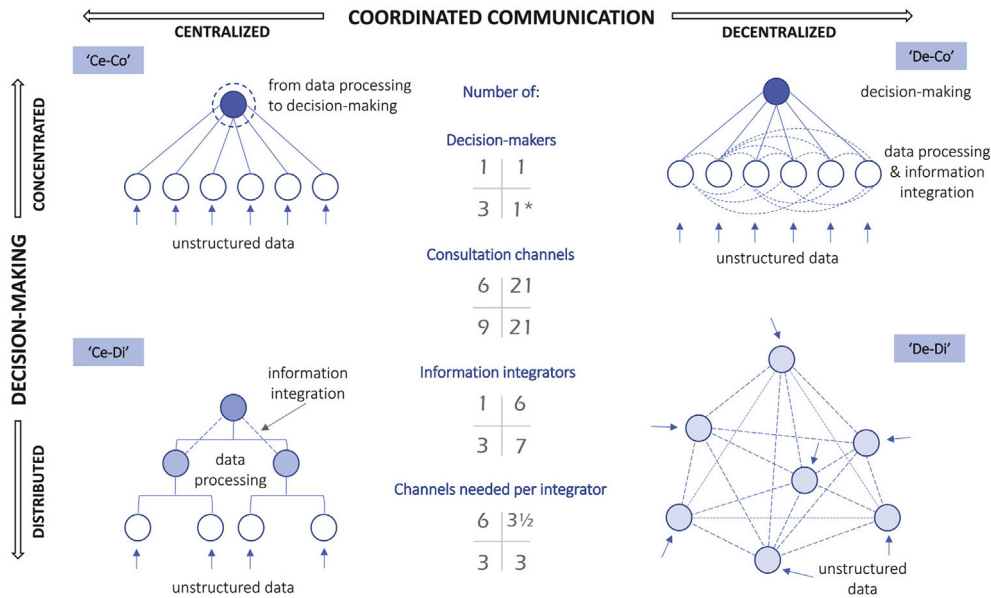 COORDINATED COMMUNICATION
CENTRALIZED
DECENTRALIZED
DECISION-MAKING
CONCENTRATED
DISTRIBUTED
‘Ce-Co’
from data processing
to decision-making
unstructured data
Number of:
Decision-makers
1 1
3 1*
Consultation channels
6 21
9 21
Information integrators
1 6
3 7
Channels needed per integrator
6 3½
3 3
‘De-Co’
decision-making
data processing
& information
integration
unstructured data
‘Ce-Di’
information
integration
data
processing
unstructured data
‘De-Di’
unstructured
data